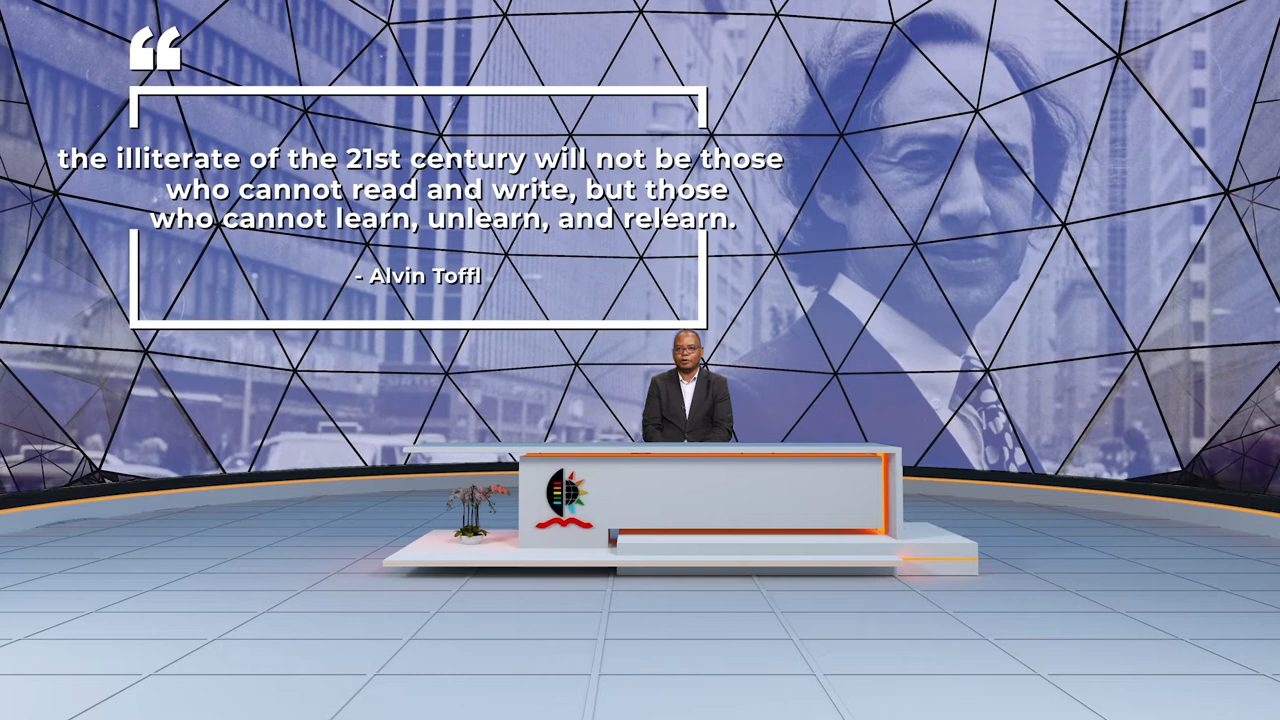 “
the illiterate of the 21st century will not be those
who cannot read and write, but those
who cannot learn, unlearn, and relearn.
- Alvin Toffl